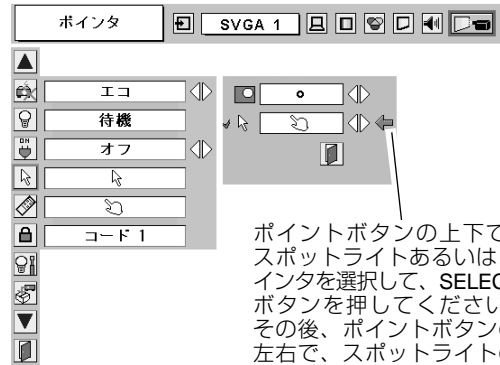 ポインタ
SVGA 1
エコ
待機
ON
オフ
コード 1
ポイントボタンの上下で
スポットライトあるいは
インタを選択して、SELEC
ボタンを押してください
その後、ポイントボタン
左右で、スポットライト